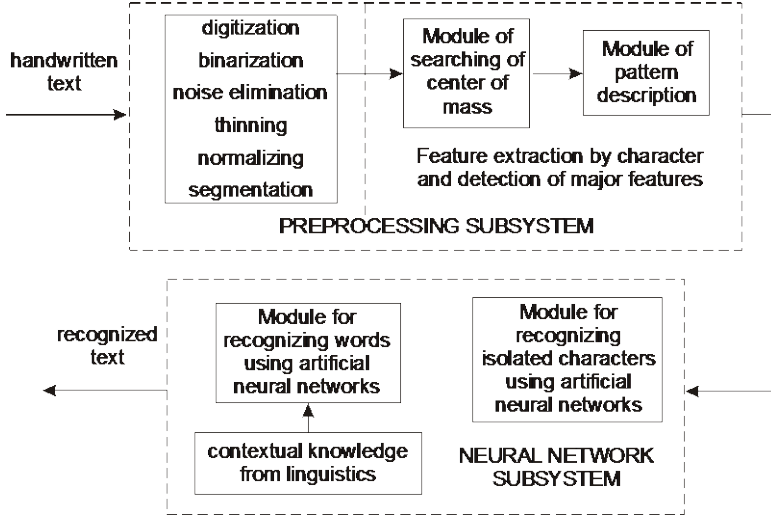 handwritten
text
digitization
binarization
noise elimination
thinning
normalizing
segmentation
Module of
searching of
center of
mass
Module of
pattern
description
Feature extraction by character
and detection of major features
PREPROCESSING SUBSYSTEM
recognized
text
Module for
recognizing words
using artificial
neural networks
contextual knowledge
from linguistics
Module for
recognizing
isolated characters
using artificial
neural networks
NEURAL NETWORK
SUBSYSTEM